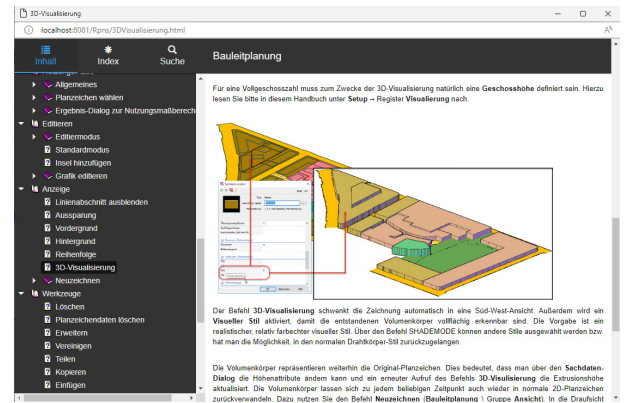 3D-Visualisierung
localhost:8081/Rpns/3DVisualisierung.html
Inhalt
Index
Suche
Bauleitplanung
Allgemeines
Planzeichen wählen
Ergebnis-Dialog zur Nutzungsmaßberech
Editieren
Editiermodus
Standardmodus
Insel hinzufügen
Grafik editieren
Anzeige
Linienabschnitt ausblenden
Aussparung
Vordergrund
Hintergrund
Reihenfolge
3D-Visualisierung
Neuzeichnen
Werkzeuge
Löschen
Planzeichendaten löschen
Erweitern
Vereinigen
Teilen
Kopieren
Einfügen
Für eine Vollgeschosszahl muss zum Zwecke der 3D-Visualisierung natürlich eine Geschosshöhe definiert sein. Hierzu
lesen Sie bitte in diesem Handbuch unter Setup → Register Visualierung nach.
Der Befehl 3D-Visualisierung schwenkt die Zeichnung automatisch in eine Süd-West-Ansicht. Außerdem wird ein
Visueller Stil aktiviert, damit die entstandenen Volumenkörper vollflächig erkennbar sind. Die Vorgabe ist ein
realistischer, relativ farbechter visueller Stil. Über den Befehl SHADEMODE können andere Stile ausgewählt werden bzw.
hat man die Möglichkeit, in den normalen Drahtkörper-Stil zurückzugelangen.
Die Volumenkörper repräsentieren weiterhin die Original-Planzeichen. Dies bedeutet, dass man über den Sachdaten-
Dialog die Höhenattribute ändern kann und ein erneuter Aufruf des Befehls 3D-Visualisierung die Extrusionshöhe
aktualisiert. Die Volumenkörper lassen sich zu jedem beliebigen Zeitpunkt auch wieder in normale 2D-Planzeichen
zurückverwandeln. Dazu nutzen Sie den Befehl Neuzeichnen (Bauleitplanung \ Gruppe Ansicht). In die Draufsicht